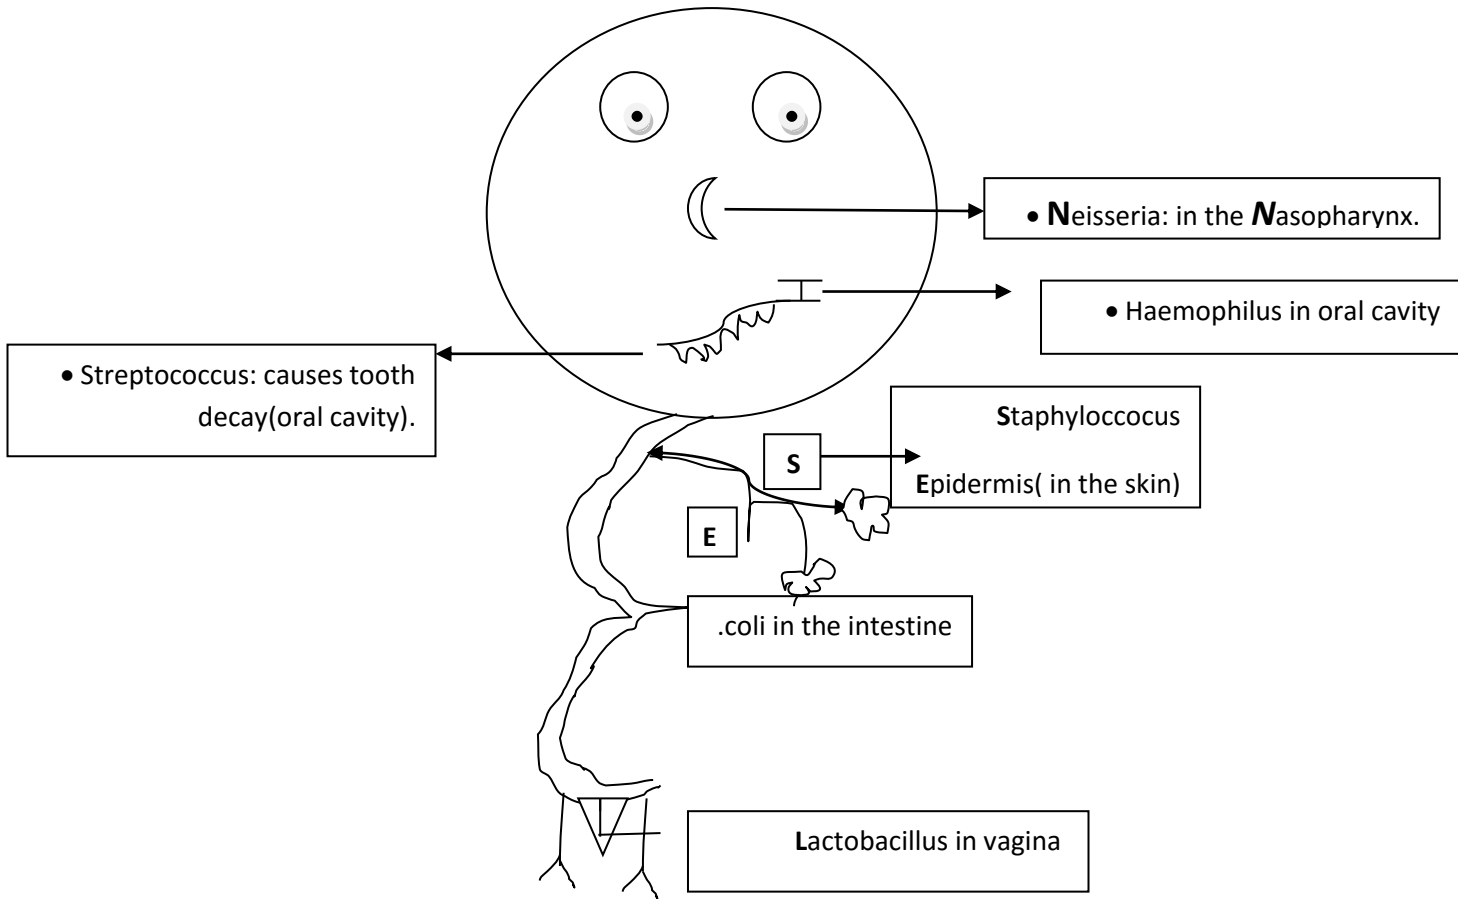 • Neisseria: in the Nasopharynx.
• Haemophilus in oral cavity
• Streptococcus: causes tooth
decay(oral cavity).
Staphyloccocus
S
Epidermis( in the skin)
E
.coli in the intestine
Lactobacillus in vagina